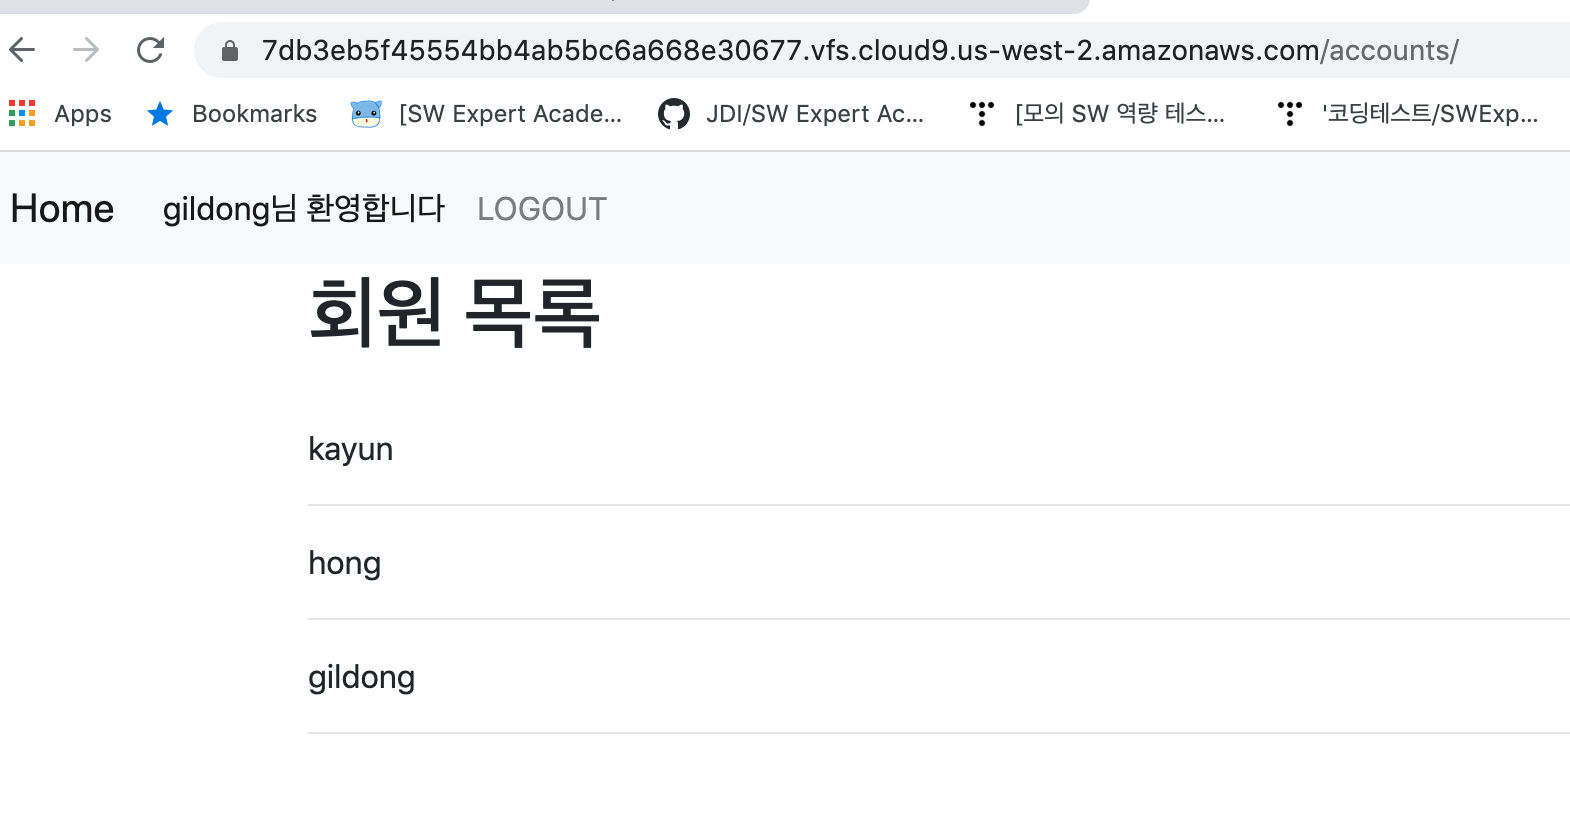 7db3eb5f45554bb4ab5bc6a668e30677.vfs.cloud9.us-west-2.amazonaws.com/accounts/
Apps Bookmarks [SW Expert Acade... JDI/SW Expert Ac... [모의 SW 역량 테스... '코딩테스트/SWExp...
Home gildong님 환영합니다 LOGOUT
회원 목록
kayun
hong
gildong